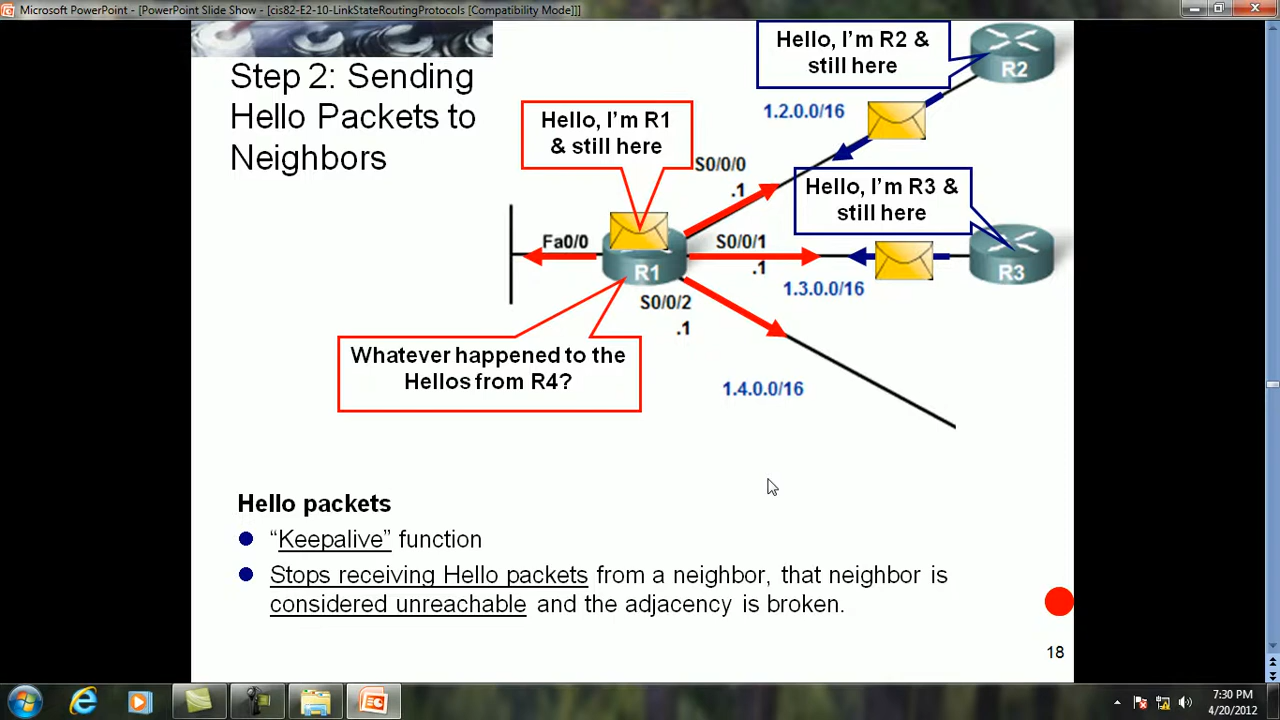 Microsoft PowerPoint - [PowerPoint Slide Show - [cis82-E2-10-LinkStateRoutingProtocols [Compatibility Mode]]]
Step 2: Sending
Hello Packets to
Neighbors
Hello, I'm R2 &
still here
R2
1.2.0.0/16
Hello, I'm R1
& still here
S0/0/0
.1
Hello, I'm R3 &
still here
Fa0/0
R1
S0/0/1
.1
R3
1.3.0.0/16
S0/0/2
.1
Whatever happened to the
Hellos from R4?
1.4.0.0/16
Hello packets
"Keepalive" function
Stops receiving Hello packets from a neighbor, that neighbor is
considered unreachable and the adjacency is broken.
18
7:30 PM
4/20/2012